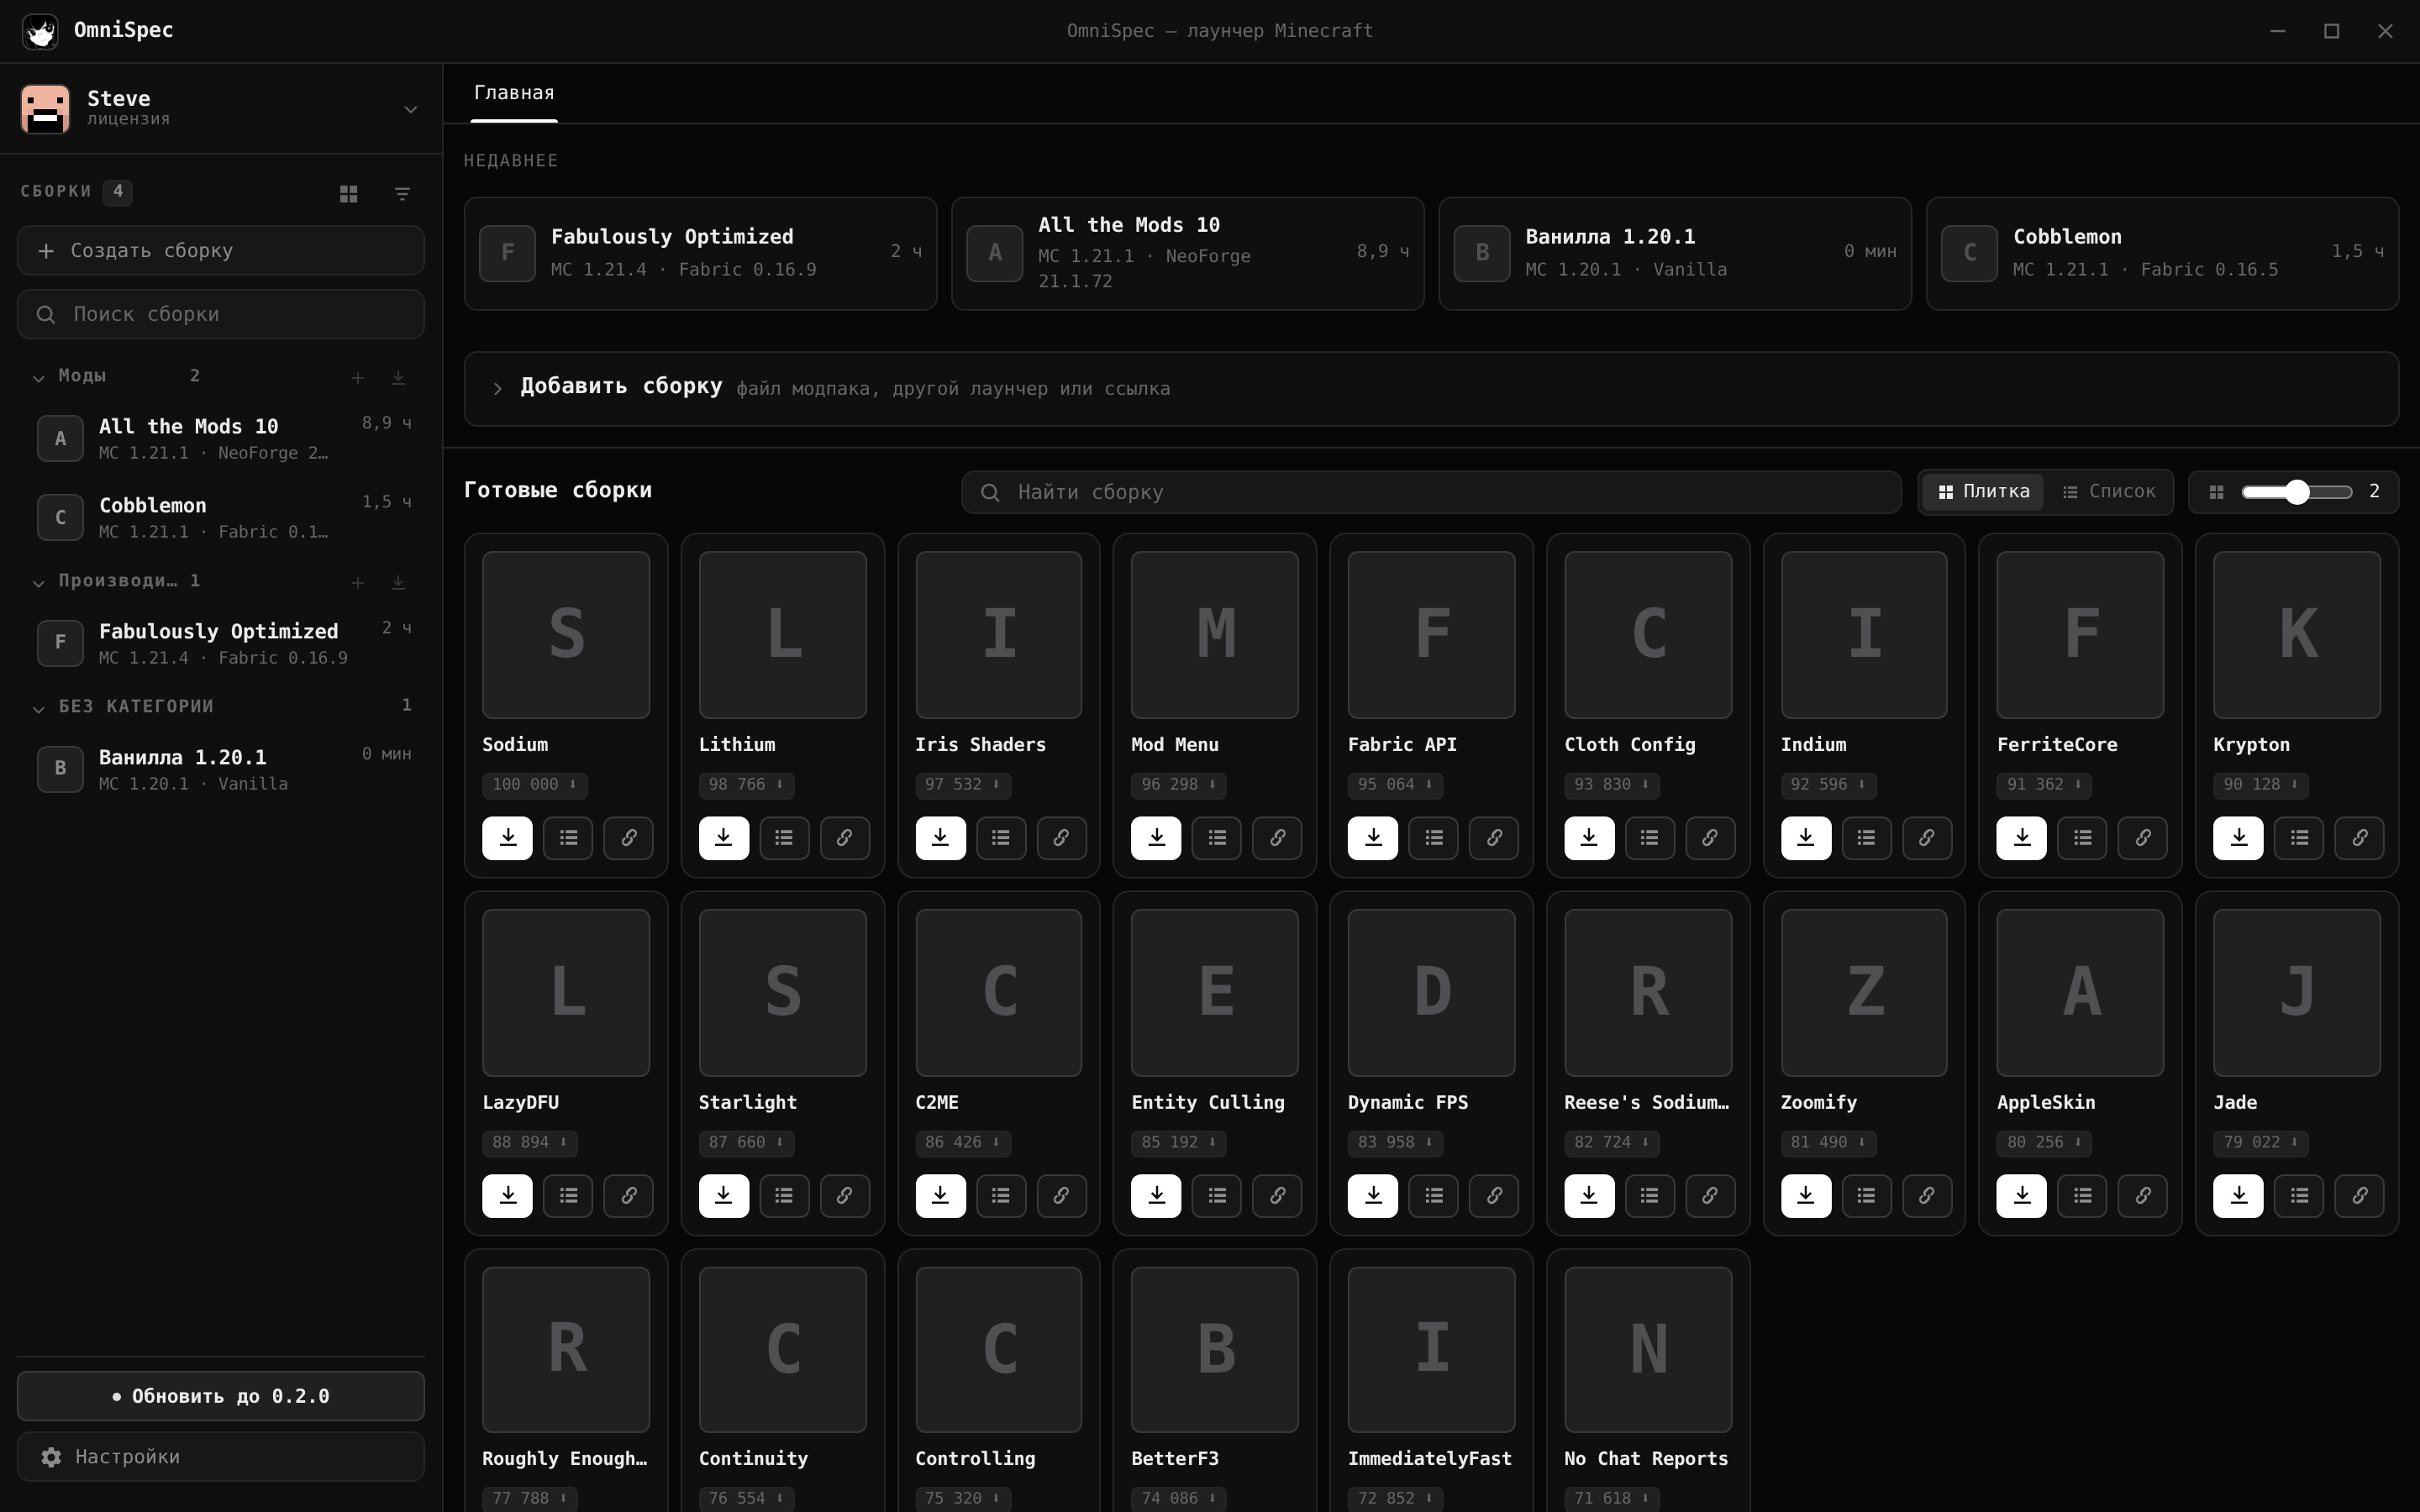 OmniSpec
OmniSpec — лаунчер Minecraft
Steve
лицензия
СБОРКИ 4
Создать сборку
Поиск сборки
Моды 2
A
All the Mods 10
8,9 ч
MC 1.21.1 · NeoForge 2…
C
Cobblemon
1,5 ч
MC 1.21.1 · Fabric 0.1…
Производи… 1
F
Fabulously Optimized
2 ч
MC 1.21.4 · Fabric 0.16.9
БЕЗ КАТЕГОРИИ 1
В
Ванилла 1.20.1
0 мин
MC 1.20.1 · Vanilla
Обновить до 0.2.0
Настройки
Главная
НЕДАВНЕЕ
F
Fabulously Optimized
MC 1.21.4 · Fabric 0.16.9
2 ч
A
All the Mods 10
MC 1.21.1 · NeoForge
21.1.72
8,9 ч
В
Ванилла 1.20.1
MC 1.20.1 · Vanilla
0 мин
C
Cobblemon
MC 1.21.1 · Fabric 0.16.5
1,5 ч
Добавить сборку файл модпака, другой лаунчер или ссылка
Готовые сборки
Найти сборку
Плитка
Список
2
S
Sodium
100 000 ⬇
L
Lithium
98 766 ⬇
I
Iris Shaders
97 532 ⬇
M
Mod Menu
96 298 ⬇
F
Fabric API
95 064 ⬇
C
Cloth Config
93 830 ⬇
I
Indium
92 596 ⬇
F
FerriteCore
91 362 ⬇
K
Krypton
90 128 ⬇
L
LazyDFU
88 894 ⬇
S
Starlight
87 660 ⬇
C
C2ME
86 426 ⬇
E
Entity Culling
85 192 ⬇
D
Dynamic FPS
83 958 ⬇
R
Reese's Sodium…
82 724 ⬇
Z
Zoomify
81 490 ⬇
A
AppleSkin
80 256 ⬇
J
Jade
79 022 ⬇
R
Roughly Enough…
77 788 ⬇
C
Continuity
76 554 ⬇
C
Controlling
75 320 ⬇
B
BetterF3
74 086 ⬇
I
ImmediatelyFast
72 852 ⬇
N
No Chat Reports
71 618 ⬇